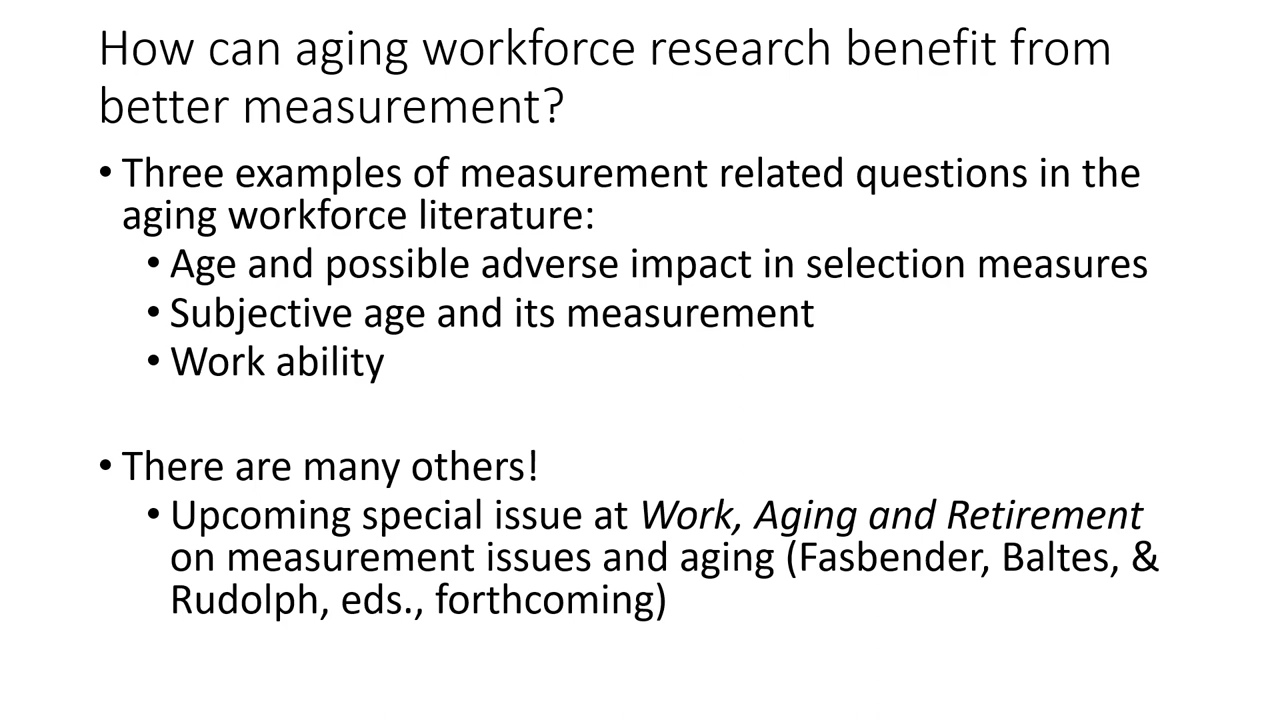 How can aging workforce research benefit from
better measurement?
• Three examples of measurement related questions in the
aging workforce literature:
• Age and possible adverse impact in selection measures
• Subjective age and its measurement
• Work ability
• There are many others!
• Upcoming special issue at Work, Aging and Retirement
on measurement issues and aging (Fasbender, Baltes, &
Rudolph, eds., forthcoming)